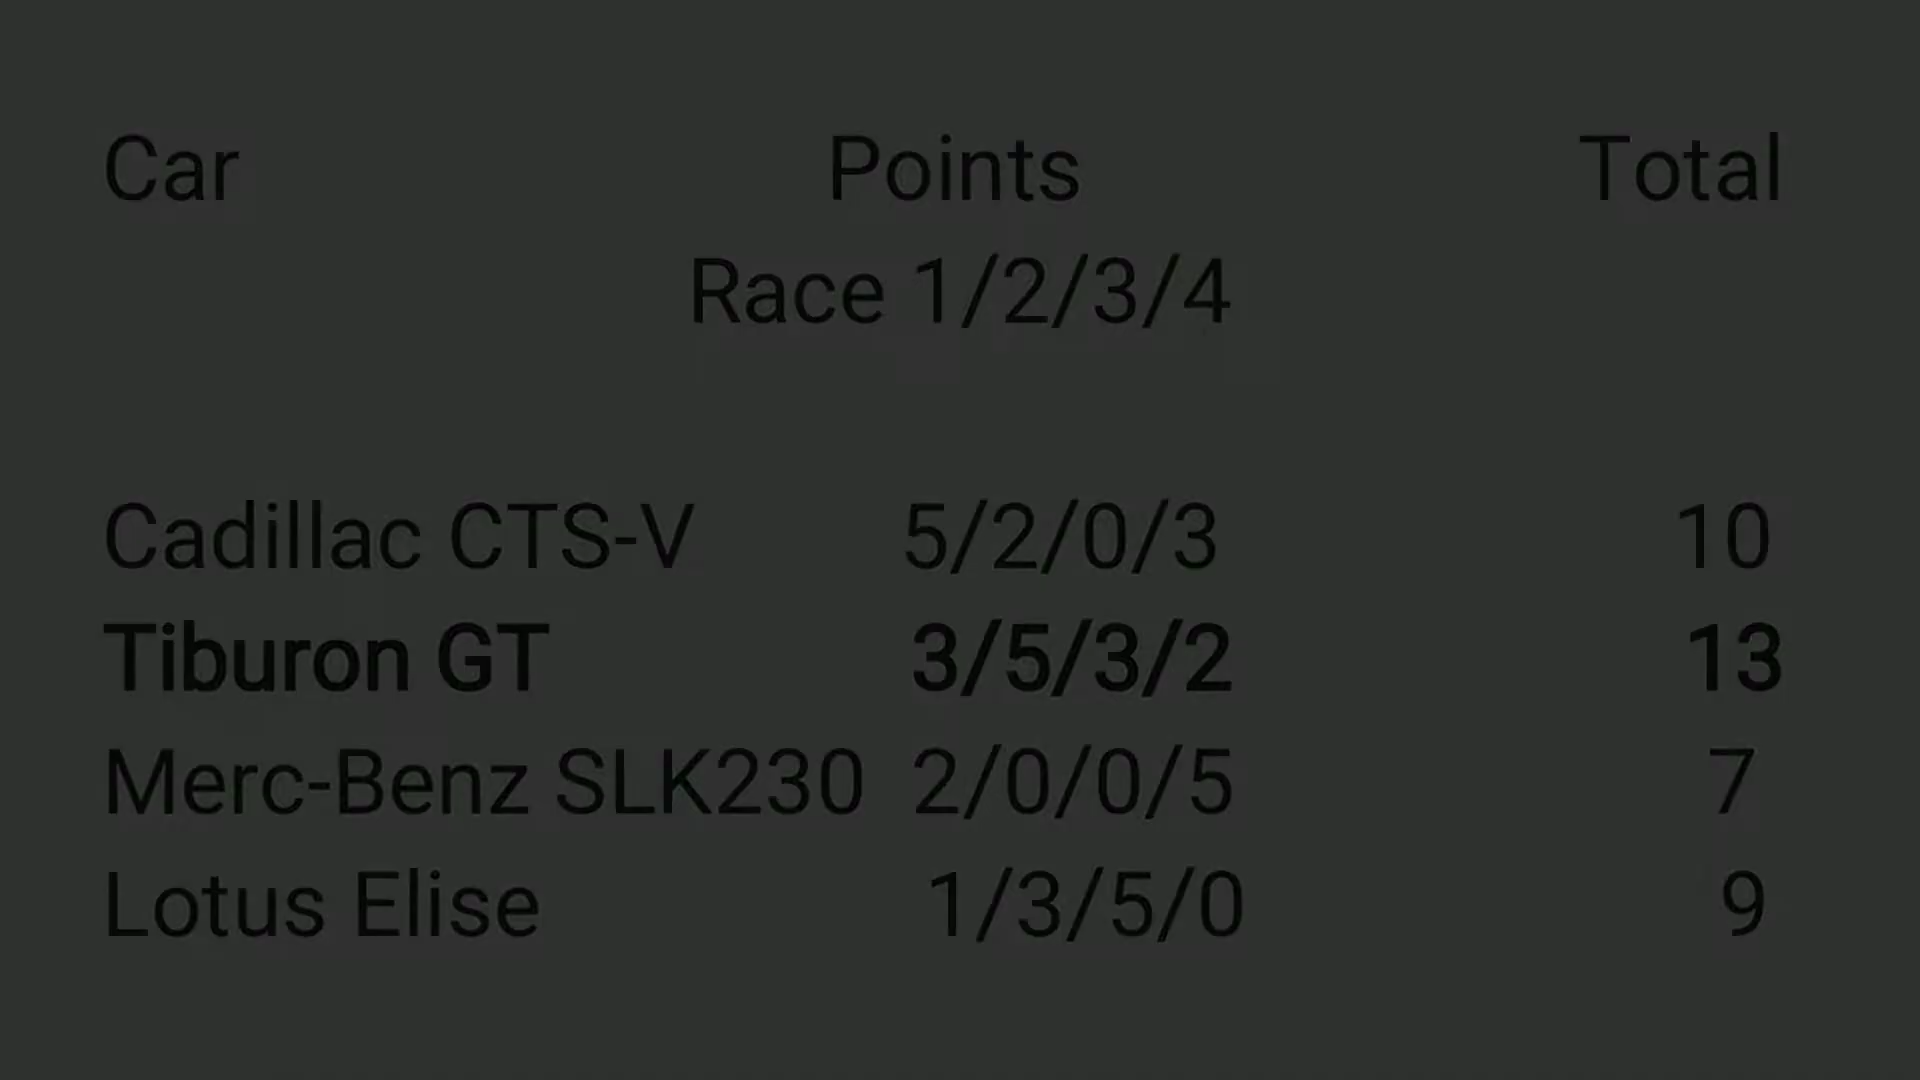 Car Points Total
Race 1/2/3/4
Cadillac CTS-V 5/2/0/3 10
Tiburon GT 3/5/3/2 13
Merc-Benz SLK230 2/0/0/5 7
Lotus Elise 1/3/5/0 9